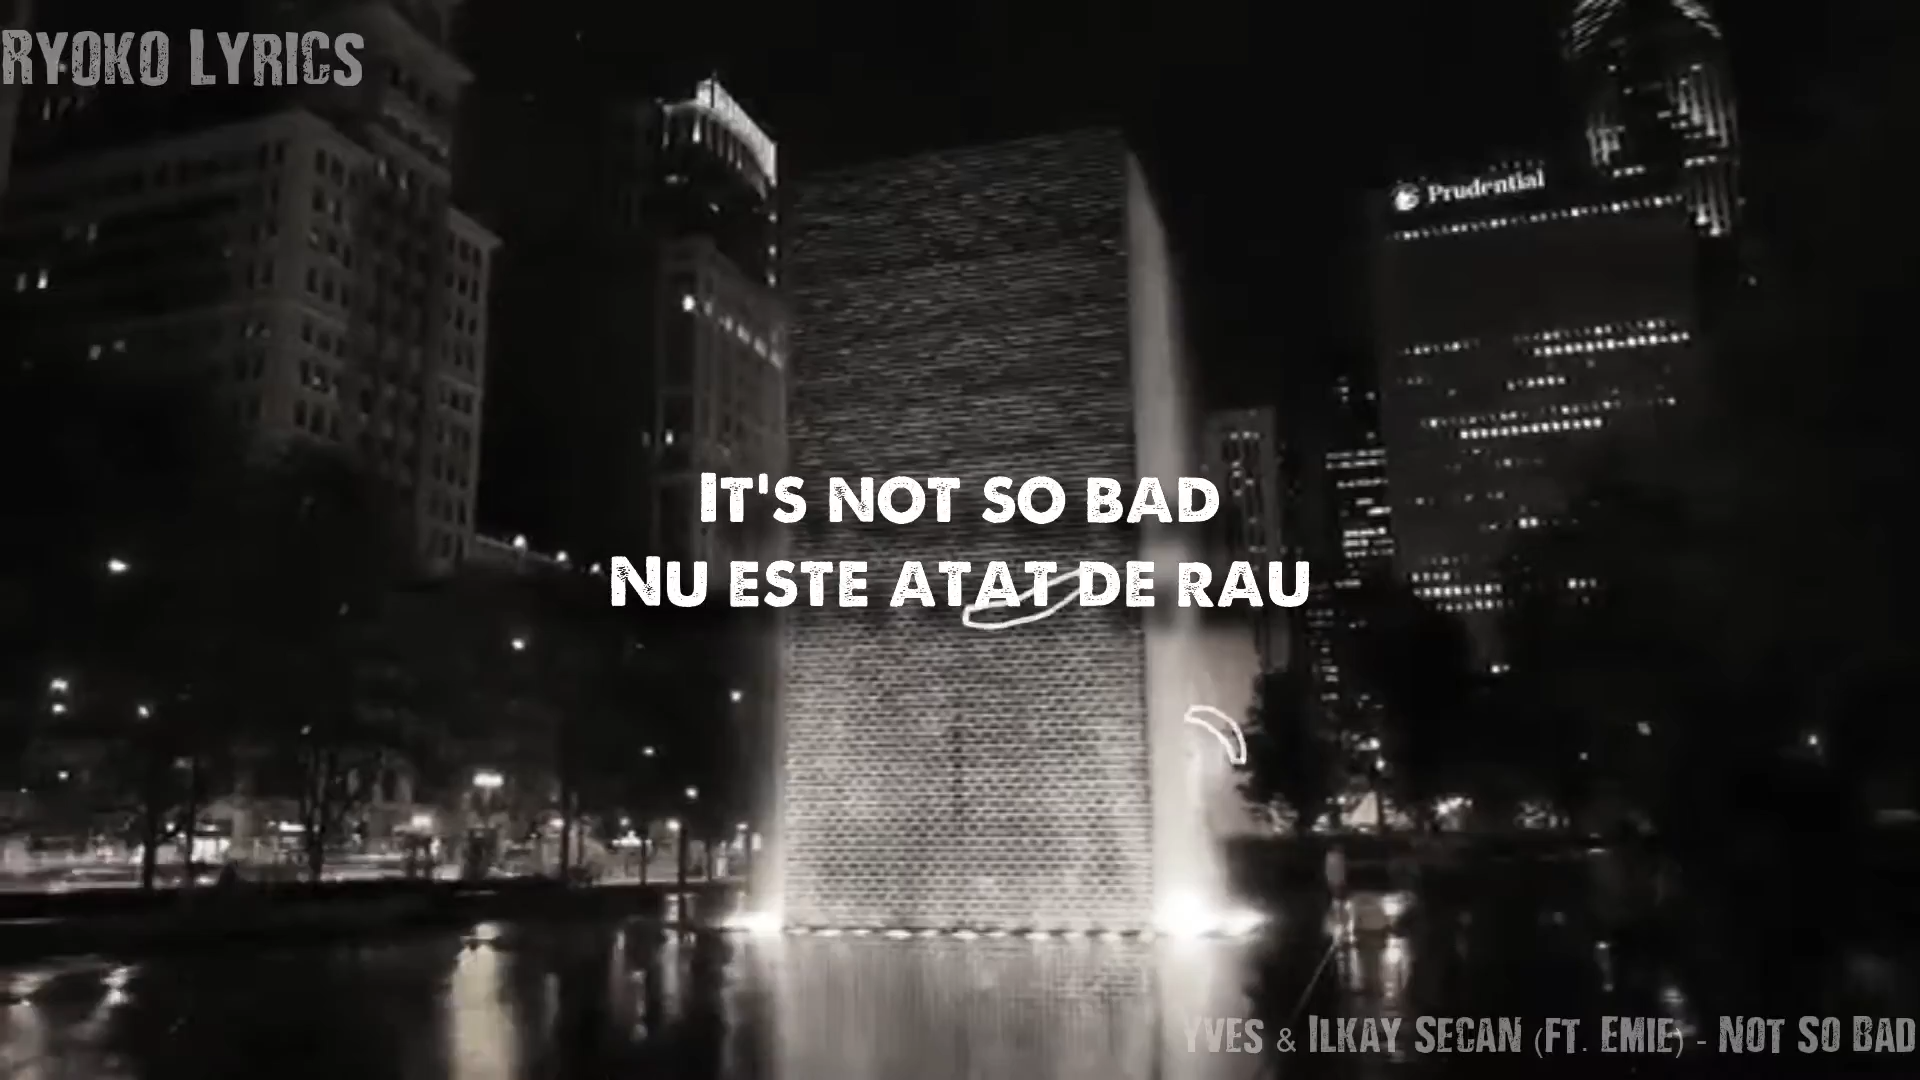 Ryoko Lyrics
Prudential
It's not so bad
Nu este atat de rau
Yves & Ilkay Secan (ft. Emie) - Not So Bad